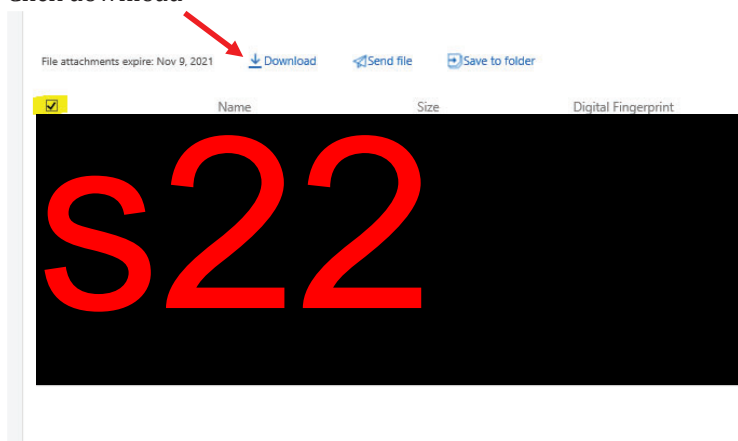 Click download
File attachments expire: Nov 9, 2021 Download Send file Save to folder
Name Size Digital Fingerprint
s22